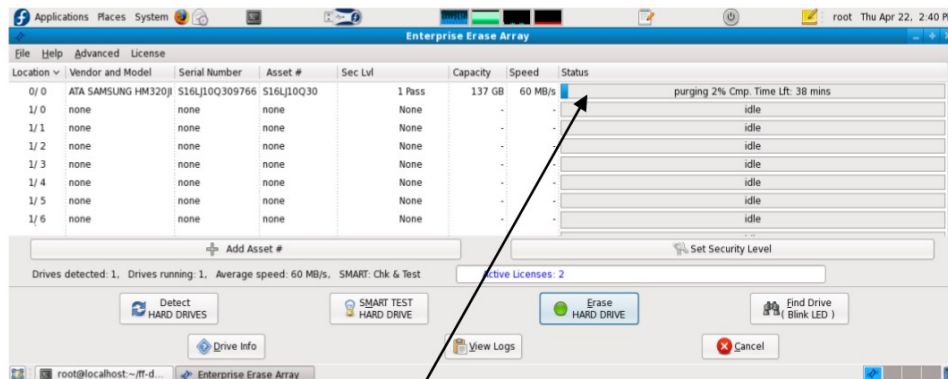 Applications Places System root Thu Apr 22, 2:40 P
Enterprise Erase Array
File Help Advanced License
Location Vendor and Model Serial Number Asset # Sec Lvl Capacity Speed Status
0/ 0 ATA SAMSUNG HM320JI S16LJ10Q309766 S16LJ10Q30 1 Pass 137 GB 60 MB/s purging 2% Cmp. Time Lft: 38 mins
1/ 0 none none none None - - idle
1/ 1 none none none None - - idle
1/ 2 none none none None - - idle
1/ 3 none none none None - - idle
1/ 4 none none none None - - idle
1/ 5 none none none None - - idle
1/ 6 none none none None - - idle
Add Asset # Set Security Level
Drives detected: 1, Drives running: 1, Average speed: 60 MB/s, SMART: Chk & Test Active Licenses: 2
Detect HARD DRIVES SMART TEST HARD DRIVE Erase HARD DRIVE Find Drive ( Blink LED )
Drive Info View Logs Cancel
root@localhost:~/ff-d... Enterprise Erase Array